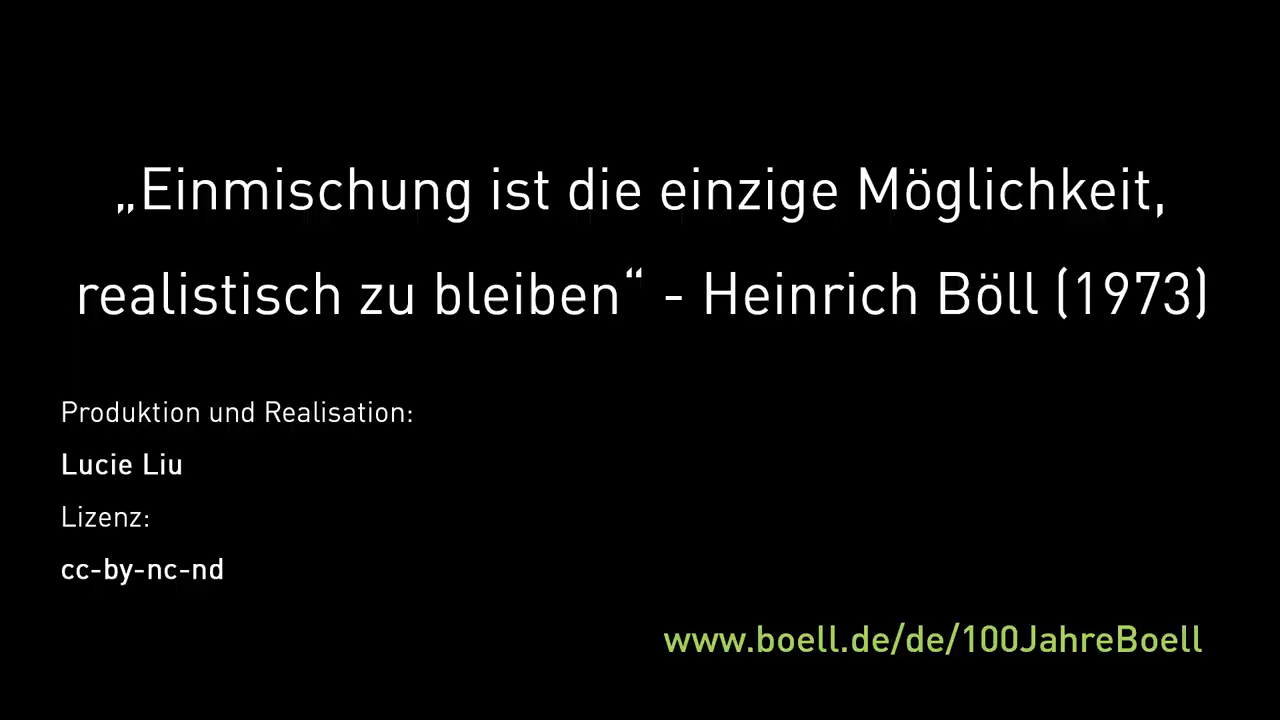 „Einmischung ist die einzige Möglichkeit,
realistisch zu bleiben“ - Heinrich Böll (1973)
Produktion und Realisation:
Lucie Liu
Lizenz:
cc-by-nc-nd
www.boell.de/de/100JahreBoell